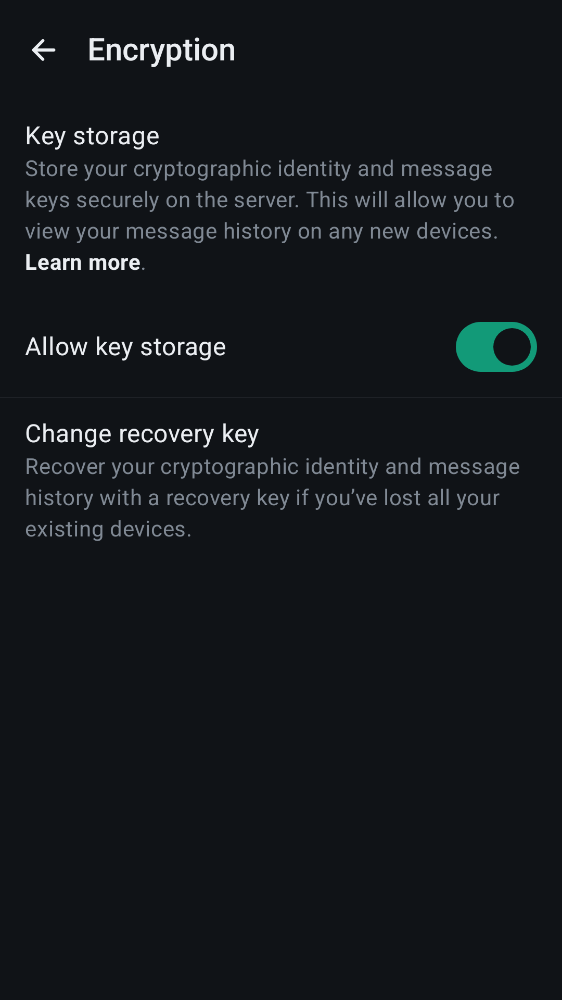 Encryption
Key storage
Store your cryptographic identity and message
keys securely on the server. This will allow you to
view your message history on any new devices.
Learn more.
Allow key storage
Change recovery key
Recover your cryptographic identity and message
history with a recovery key if you’ve lost all your
existing devices.